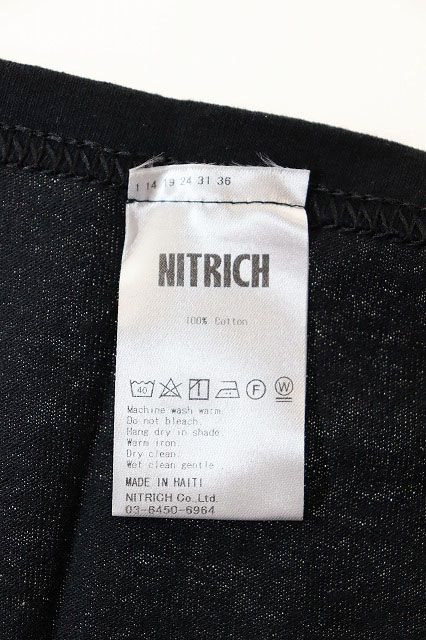 1 14 19 24 31 36
NITRICH
100% Cotton
40 F W
Machine wash warm.
Do not bleach.
Hang dry in shade
Warm iron.
Dry clean.
Wet clean gentle
MADE IN HAITI
NITRICH Co.,Ltd.
03-6450-6964